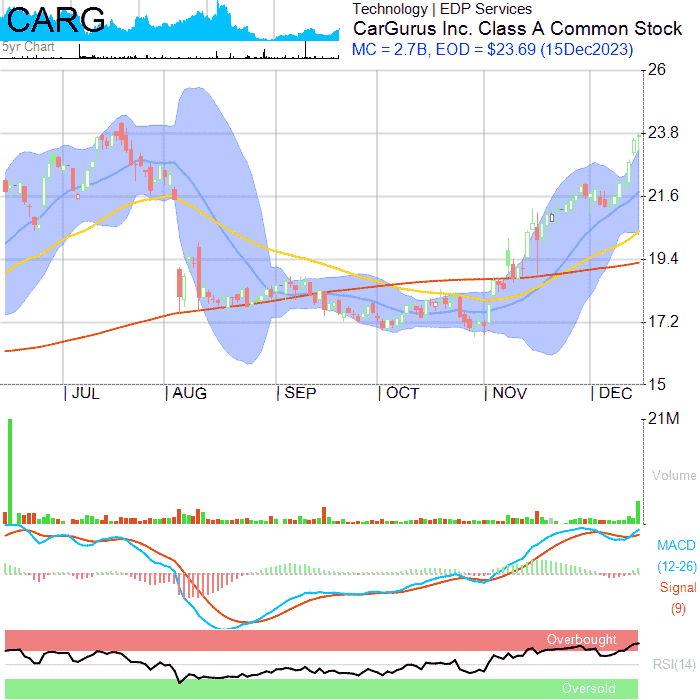 CARG
5yr Chart
Technology | EDP Services
CarGurus Inc. Class A Common Stock
MC = 2.7B, EOD = $23.69 (15Dec2023)
26
23.8
21.6
19.4
17.2
15
JUL AUG SEP OCT NOV DEC
21M
Volume
MACD
(12-26)
Signal
(9)
Overbought
RSI(14)
Oversold